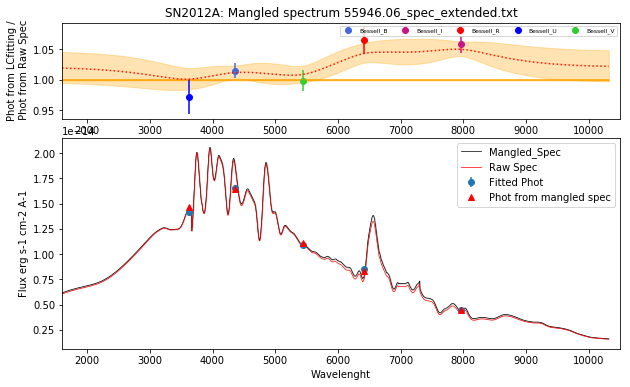 SN2012A: Mangled spectrum 55946.06_spec_extended.txt
Phot from LCfitting /
Phot from Raw Spec
1.05
1.00
0.95
Bessell_B
Bessell_I
Bessell_R
Bessell_U
Bessell_V
2000 3000 4000 5000 6000 7000 8000 9000 10000
1e−14
Flux erg s-1 cm-2 A-1
2.00
1.75
1.50
1.25
1.00
0.75
0.50
0.25
Mangled_Spec
Raw Spec
Fitted Phot
Phot from mangled spec
2000 3000 4000 5000 6000 7000 8000 9000 10000
Wavelenght